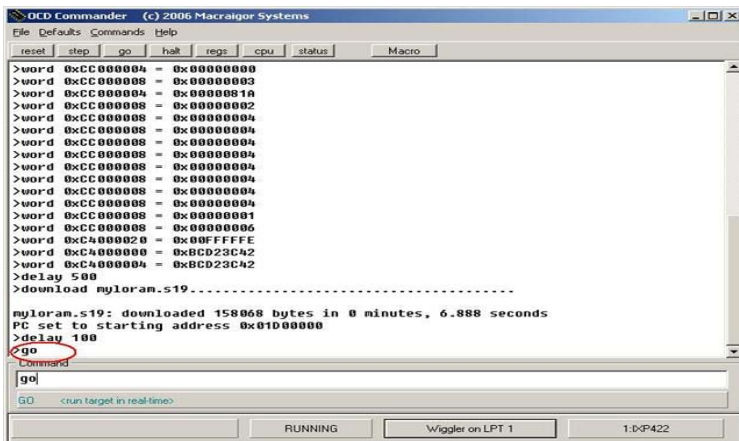 OCD Commander (c) 2006 Macraigor Systems
File Defaults Commands Help
reset step go halt regs cpu status Macro
>word 0xCC000004 = 0x00000000
>word 0xCC000008 = 0x00000003
>word 0xCC000004 = 0x0000081A
>word 0xCC000008 = 0x00000002
>word 0xCC000008 = 0x00000004
>word 0xCC000008 = 0x00000004
>word 0xCC000008 = 0x00000004
>word 0xCC000008 = 0x00000004
>word 0xCC000008 = 0x00000004
>word 0xCC000008 = 0x00000004
>word 0xCC000008 = 0x00000004
>word 0xCC000008 = 0x00000004
>word 0xCC000008 = 0x00000001
>word 0xCC000008 = 0x00000006
>word 0xC4000020 = 0x00FFFFFE
>word 0xC4000000 = 0xBCD23C42
>word 0xC4000004 = 0xBCD23C42
>delay 500
>download myloram.s19.......................................
myloram.s19: downloaded 158068 bytes in 0 minutes, 6.888 seconds
PC set to starting address 0x01D00000
>delay 100
>go
Command
go
GO <run target in real-time>
RUNNING Wiggler on LPT 1 1:IXP422